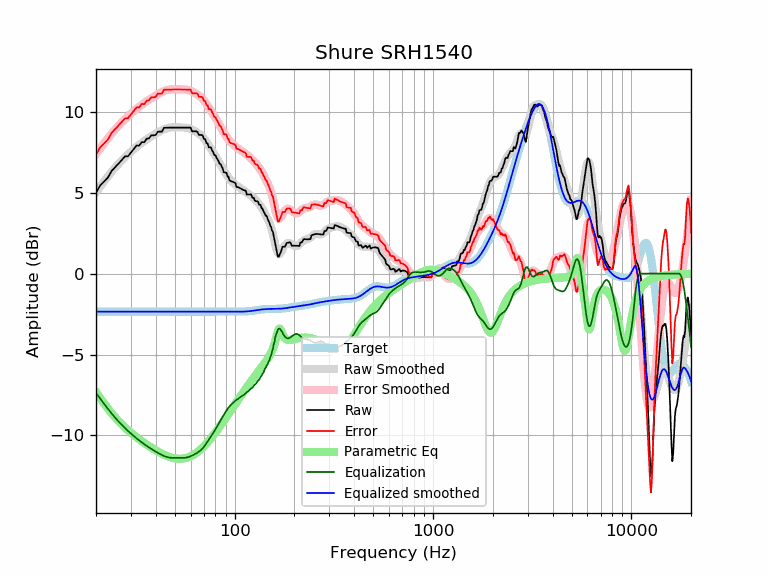 Shure SRH1540
Amplitude (dBr)
10
5
0
−5
−10
Target
Raw Smoothed
Error Smoothed
Raw
Error
Parametric Eq
Equalization
Equalized smoothed
100
1000
10000
Frequency (Hz)